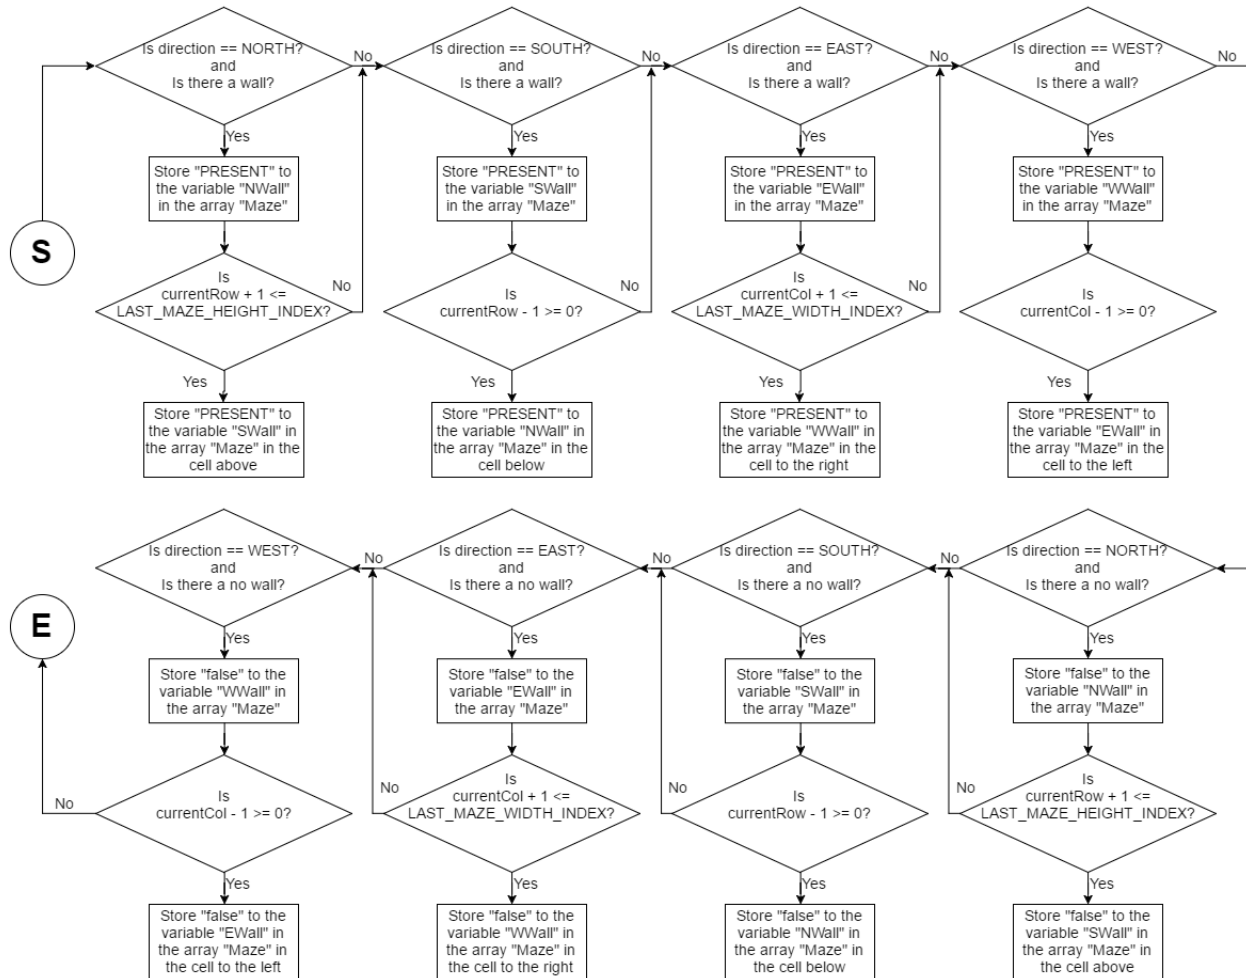 Is direction == NORTH?
and
Is there a wall?
No
Is direction == SOUTH?
and
Is there a wall?
No
Is direction == EAST?
and
Is there a wall?
No
Is direction == WEST?
and
Is there a wall?
No
Yes
Yes
Yes
Yes
Store "PRESENT" to
the variable "NWall"
in the array "Maze"
Store "PRESENT" to
the variable "SWall"
in the array "Maze"
Store "PRESENT" to
the variable "EWall"
in the array "Maze"
Store "PRESENT" to
the variable "WWall"
in the array "Maze"
S
Is
currentRow + 1 <=
LAST_MAZE_HEIGHT_INDEX?
No
Is
currentRow - 1 >= 0?
No
Is
currentCol + 1 <=
LAST_MAZE_WIDTH_INDEX?
No
Is
currentCol - 1 >= 0?
Yes
Yes
Yes
Yes
Store "PRESENT" to
the variable "SWall" in
the array "Maze" in the
cell above
Store "PRESENT" to
the variable "NWall" in
the array "Maze" in the
cell below
Store "PRESENT" to
the variable "WWall" in
the array "Maze" in the
cell to the right
Store "PRESENT" to
the variable "EWall" in
the array "Maze" in the
cell to the left
Is direction == WEST?
and
Is there a no wall?
No
Is direction == EAST?
and
Is there a no wall?
No
Is direction == SOUTH?
and
Is there a no wall?
No
Is direction == NORTH?
and
Is there a no wall?
E
Yes
Yes
Yes
Yes
Store "false" to the
variable "WWall" in
the array "Maze"
Store "false" to the
variable "EWall" in
the array "Maze"
Store "false" to the
variable "SWall" in
the array "Maze"
Store "false" to the
variable "NWall" in
the array "Maze"
No
Is
currentCol - 1 >= 0?
No
Is
currentCol + 1 <=
LAST_MAZE_WIDTH_INDEX?
No
Is
currentRow - 1 >= 0?
No
Is
currentRow + 1 <=
LAST_MAZE_HEIGHT_INDEX?
Yes
Yes
Yes
Yes
Store "false" to the
variable "EWall" in
the array "Maze" in
the cell to the left
Store "false" to the
variable "WWall" in
the array "Maze" in
the cell to the right
Store "false" to the
variable "NWall" in
the array "Maze" in
the cell below
Store "false" to the
variable "SWall" in
the array "Maze" in
the cell above